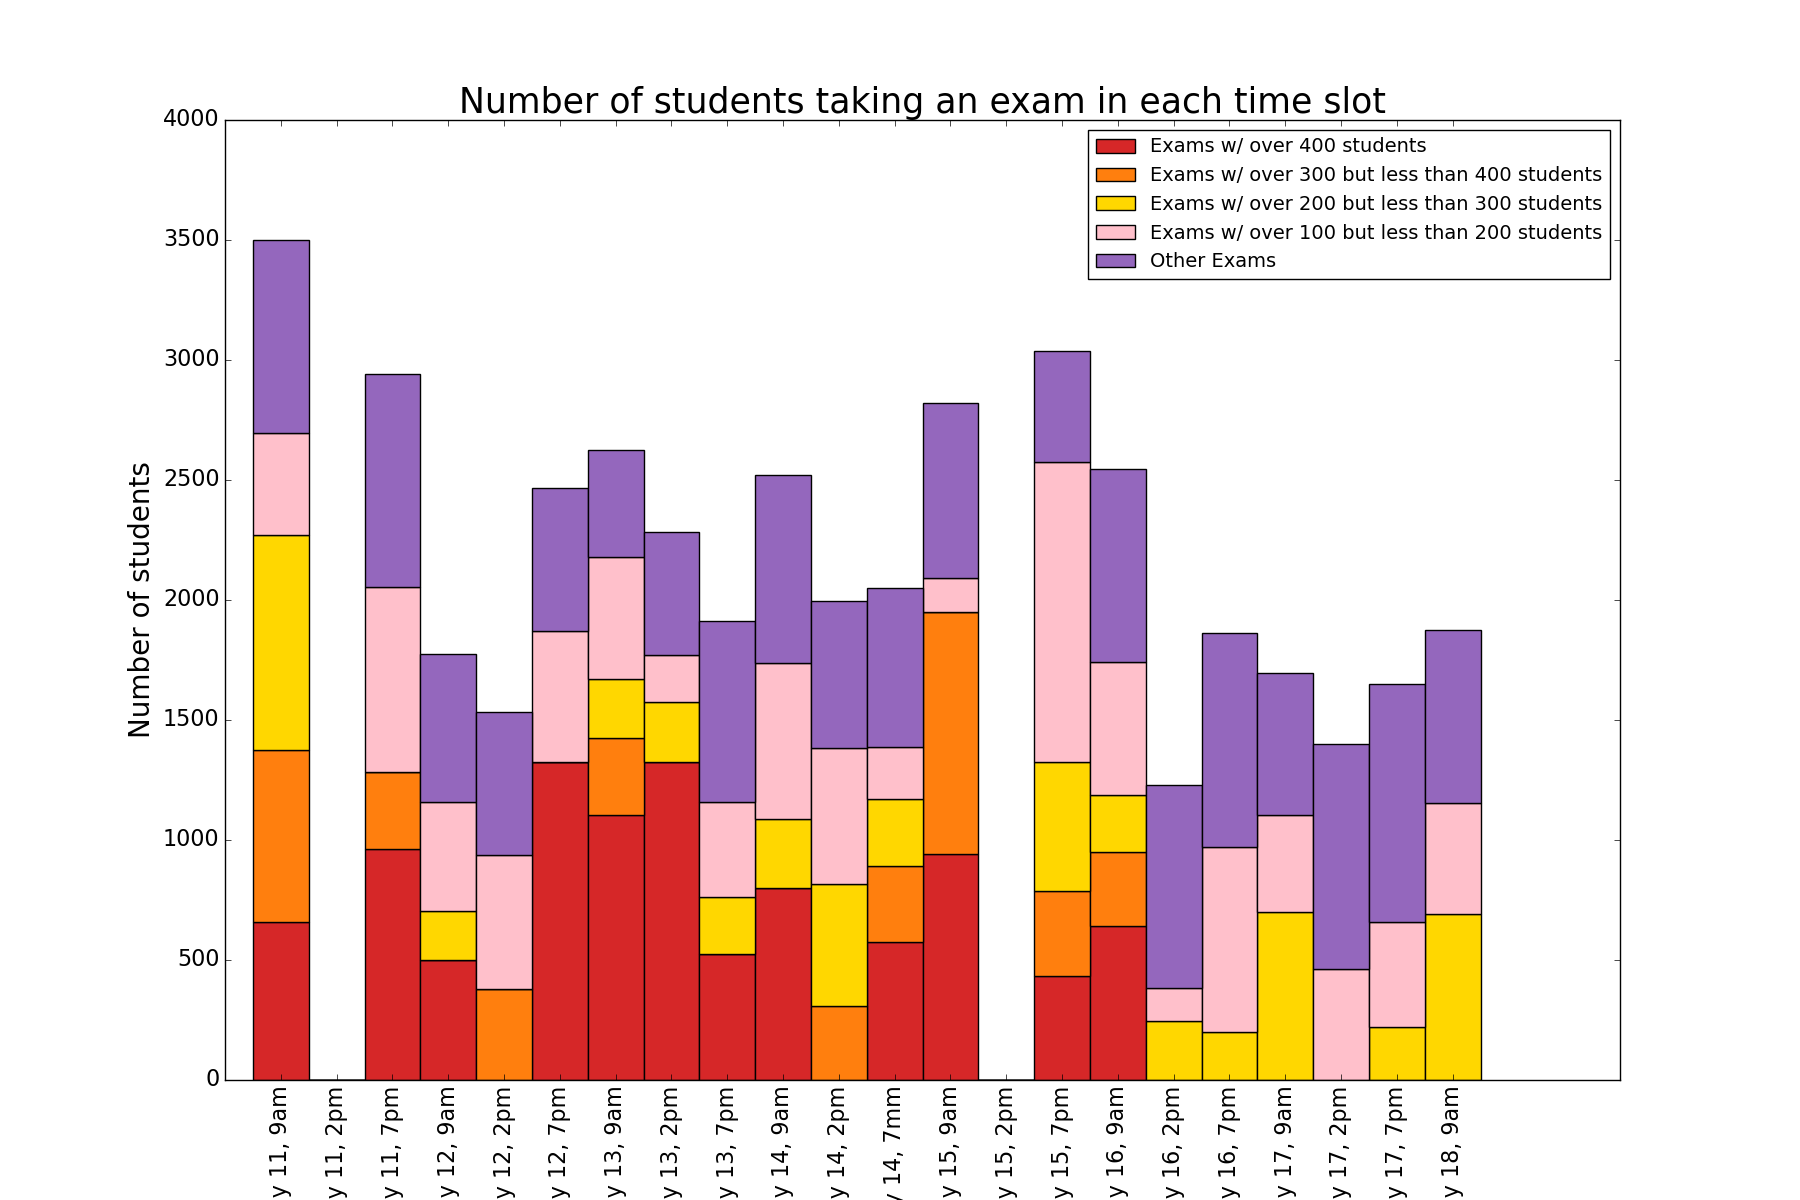 Number of students taking an exam in each time slot
4000
3500
3000
2500
2000
1500
1000
500
0
Number of students
Exams w/ over 400 students
Exams w/ over 300 but less than 400 students
Exams w/ over 200 but less than 300 students
Exams w/ over 100 but less than 200 students
Other Exams
y 11, 9am
y 11, 2pm
y 11, 7pm
y 12, 9am
y 12, 2pm
y 12, 7pm
y 13, 9am
y 13, 2pm
y 13, 7pm
y 14, 9am
y 14, 2pm
y 14, 7mm
y 15, 9am
y 15, 2pm
y 15, 7pm
y 16, 9am
y 16, 2pm
y 16, 7pm
y 17, 9am
y 17, 2pm
y 17, 7pm
y 18, 9am